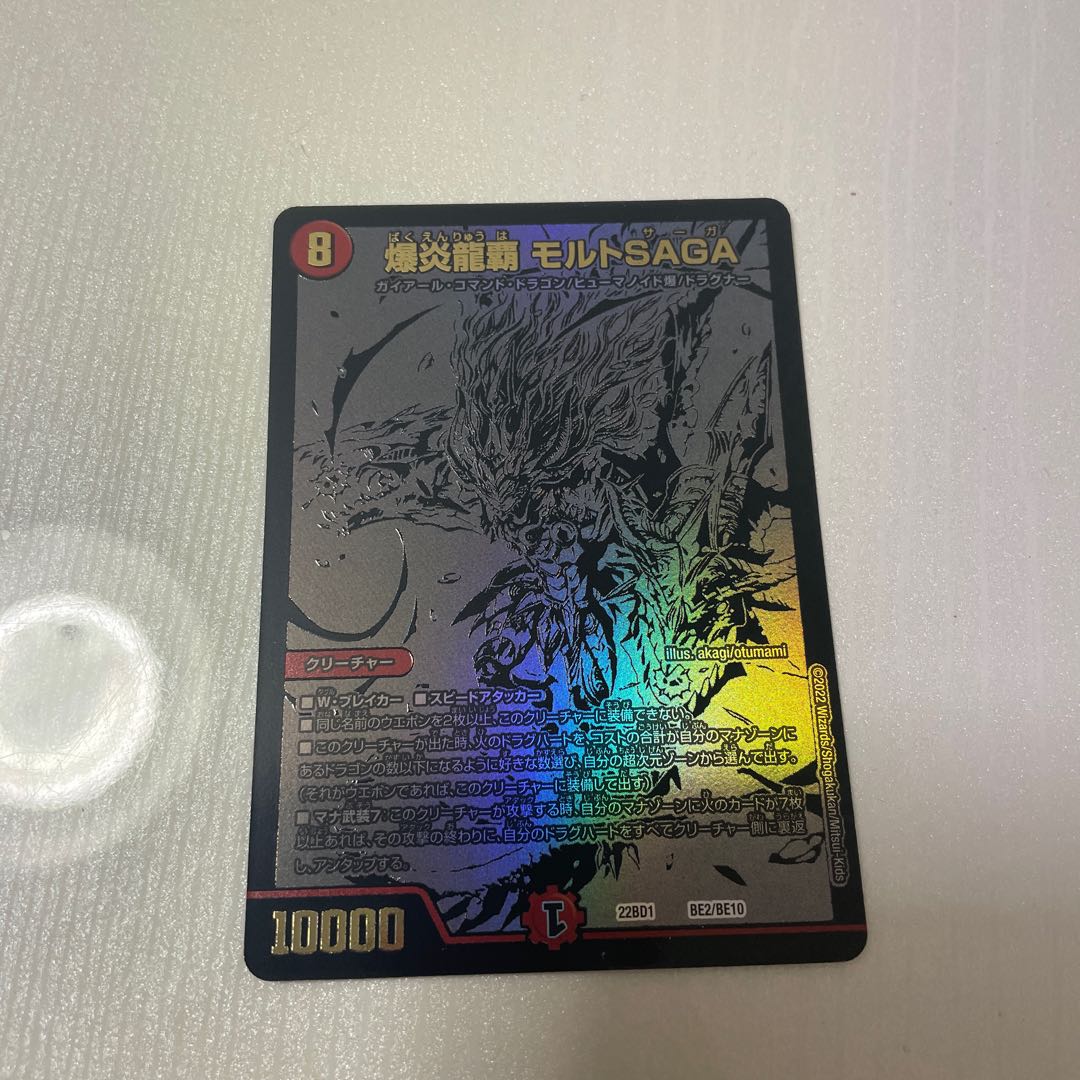 8
ばくえんりゅうは サーガ
爆炎龍覇 モルトSAGA
ガイアール・コマンド・ドラゴン/ヒューマノイド爆/ドラグナー
illus. akagi/otumami
クリーチャー
■W・ブレイカー ■スピードアタッカー
■同じ名前のウエポンを2枚以上、このクリーチャーに装備できない。
■このクリーチャーが出た時、火のドラグハートを、コストの合計が自分のマナゾーンに
あるドラゴンの数以下になるように好きな数選び、自分の超次元ゾーンから選んで出す。
(それがウエポンであれば、このクリーチャーに装備して出す)
■マナ武装7:このクリーチャーが攻撃する時、自分のマナゾーンに火のカードが7枚
以上あれば、その攻撃の終わりに、自分のドラグハートをすべてクリーチャー側に裏返
し、アンタップする。
©2022 Wizards/Shogakukan/Mitsui-Kids
10000
1
22BD1 BE2/BE10